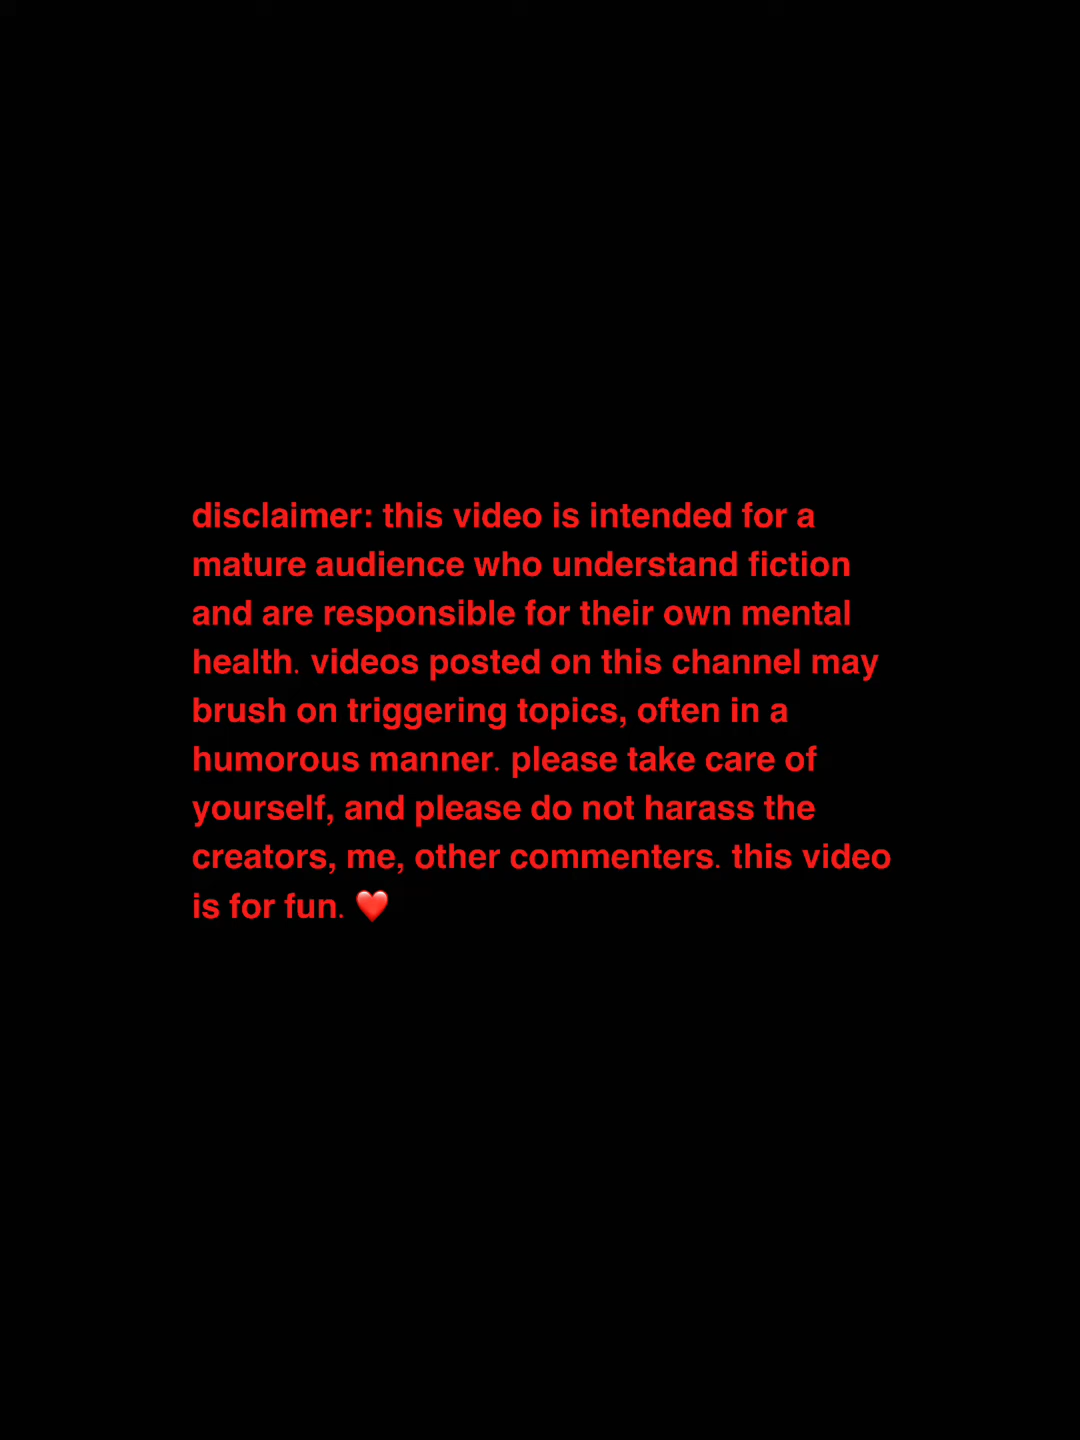 disclaimer: this video is intended for a
mature audience who understand fiction
and are responsible for their own mental
health. videos posted on this channel may
brush on triggering topics, often in a
humorous manner. please take care of
yourself, and please do not harass the
creators, me, other commenters. this video
is for fun. ❤️